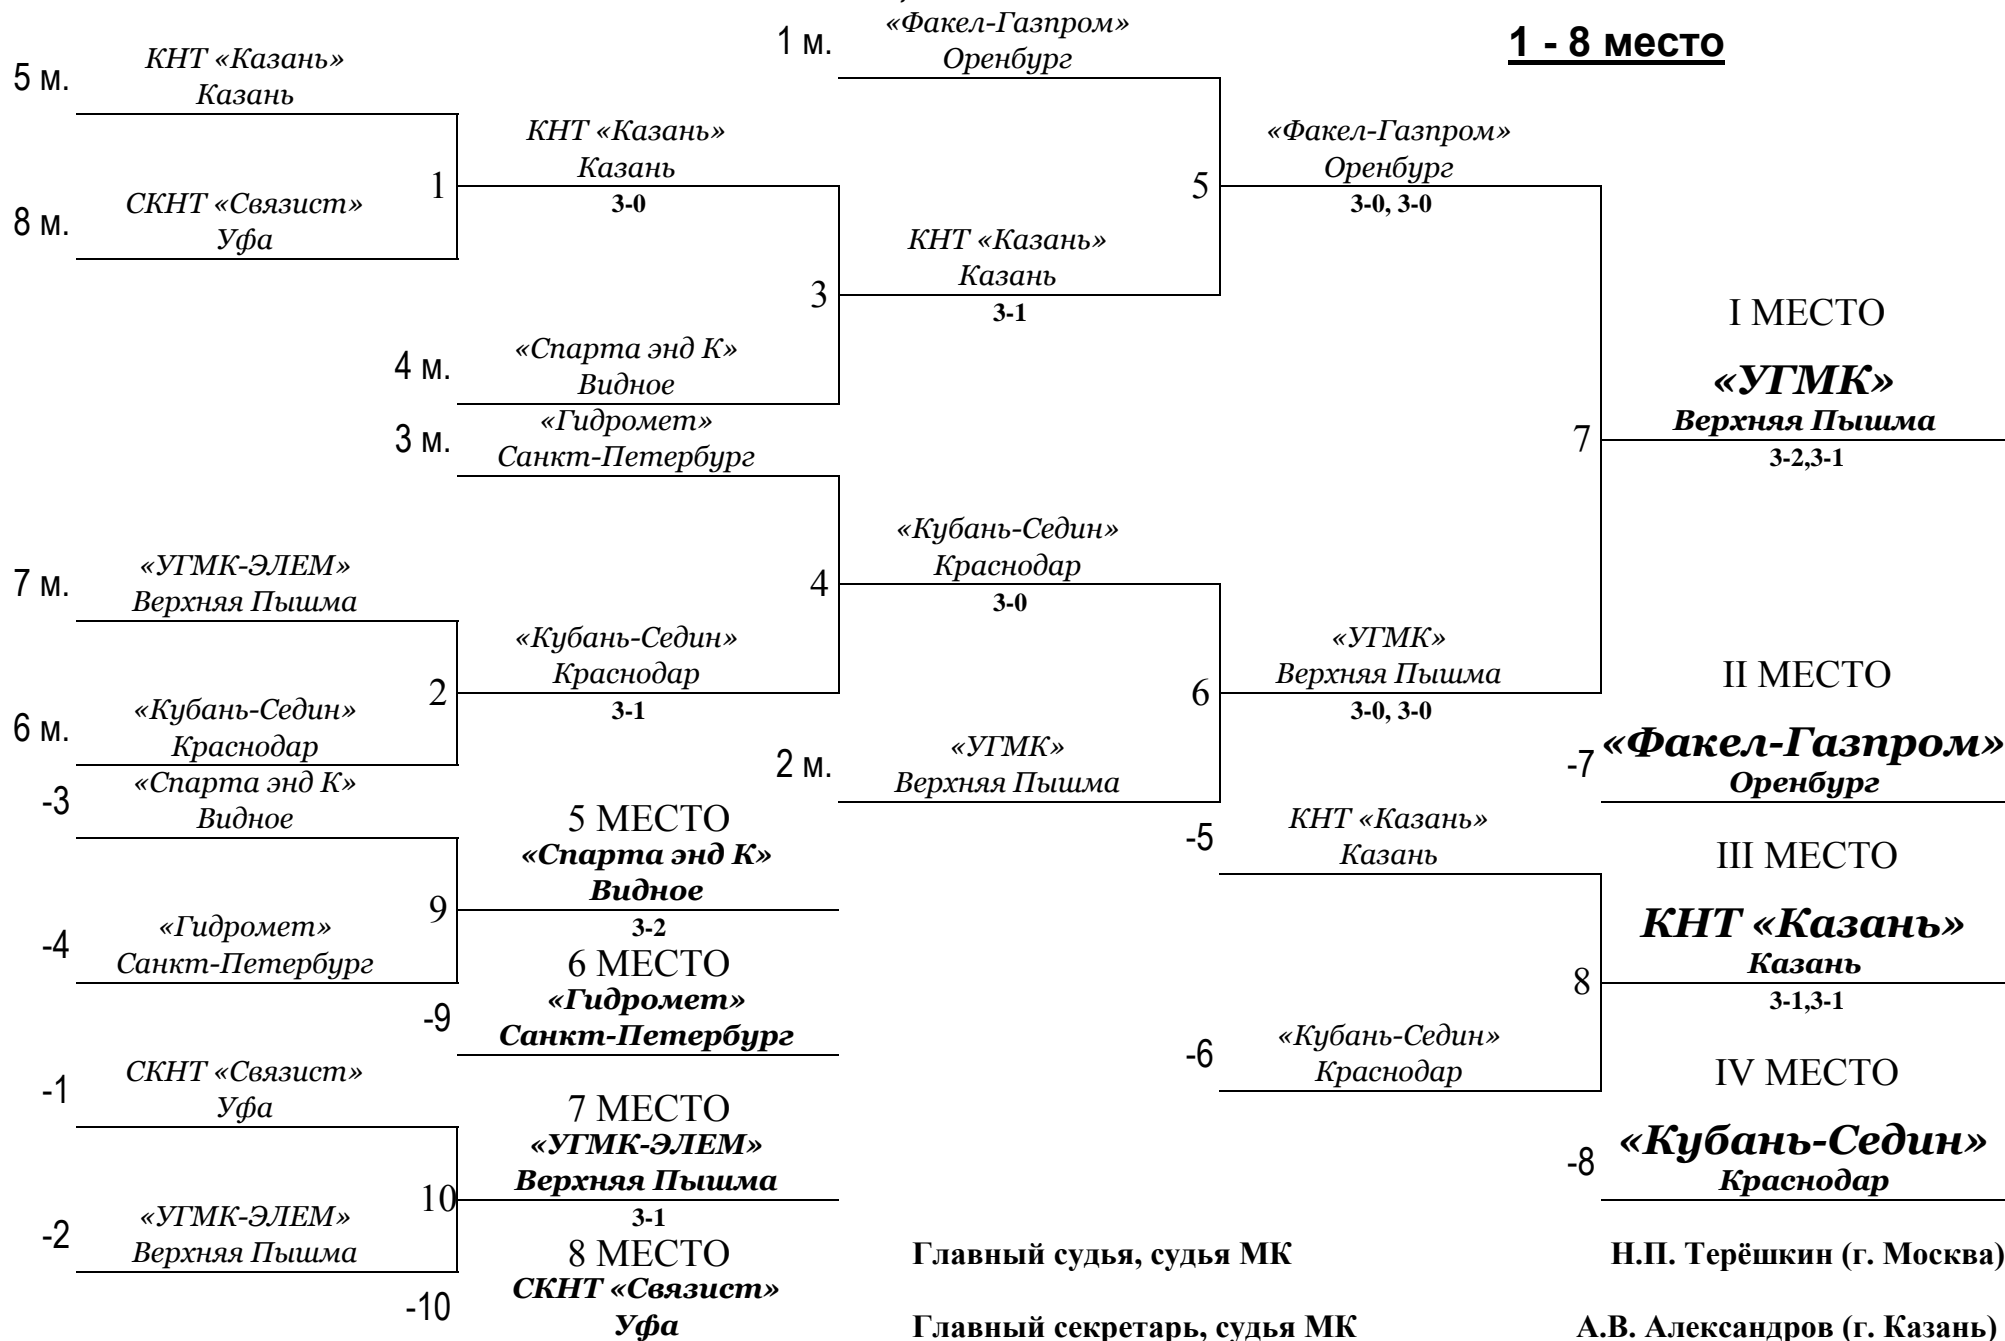 «Факел-Газпром»
1 м.
Оренбург
1 - 8 место
КНТ «Казань»
5 м.
Казань
КНТ «Казань»
Казань
1
3-0
«Факел-Газпром»
Оренбург
5
3-0, 3-0
СКНТ «Связист»
8 м.
Уфа
КНТ «Казань»
Казань
3
3-1
I МЕСТО
«Спарта энд К»
4 м.
Видное
«УГМК»
Верхняя Пышма
7
3-2,3-1
«Гидромет»
3 м.
Санкт-Петербург
«Кубань-Седин»
Краснодар
4
3-0
«УГМК-ЭЛЕМ»
7 м.
Верхняя Пышма
«Кубань-Седин»
Краснодар
2
3-1
«УГМК»
Верхняя Пышма
6
3-0, 3-0
II МЕСТО
«Кубань-Седин»
6 м.
Краснодар
«УГМК»
2 м.
Верхняя Пышма
-7
«Факел-Газпром»
Оренбург
«Спарта энд К»
-3
Видное
5 МЕСТО
«Спарта энд К»
Видное
9
3-2
КНТ «Казань»
-5
Казань
III МЕСТО
КНТ «Казань»
Казань
8
3-1,3-1
«Гидромет»
-4
Санкт-Петербург
6 МЕСТО
«Гидромет»
-9
Санкт-Петербург
«Кубань-Седин»
-6
Краснодар
IV МЕСТО
«Кубань-Седин»
-8
Краснодар
СКНТ «Связист»
-1
Уфа
7 МЕСТО
«УГМК-ЭЛЕМ»
Верхняя Пышма
10
3-1
«УГМК-ЭЛЕМ»
-2
Верхняя Пышма
8 МЕСТО
-10
СКНТ «Связист»
Уфа
Главный судья, судья МК Н.П. Терёшкин (г. Москва)
Главный секретарь, судья МК А.В. Александров (г. Казань)